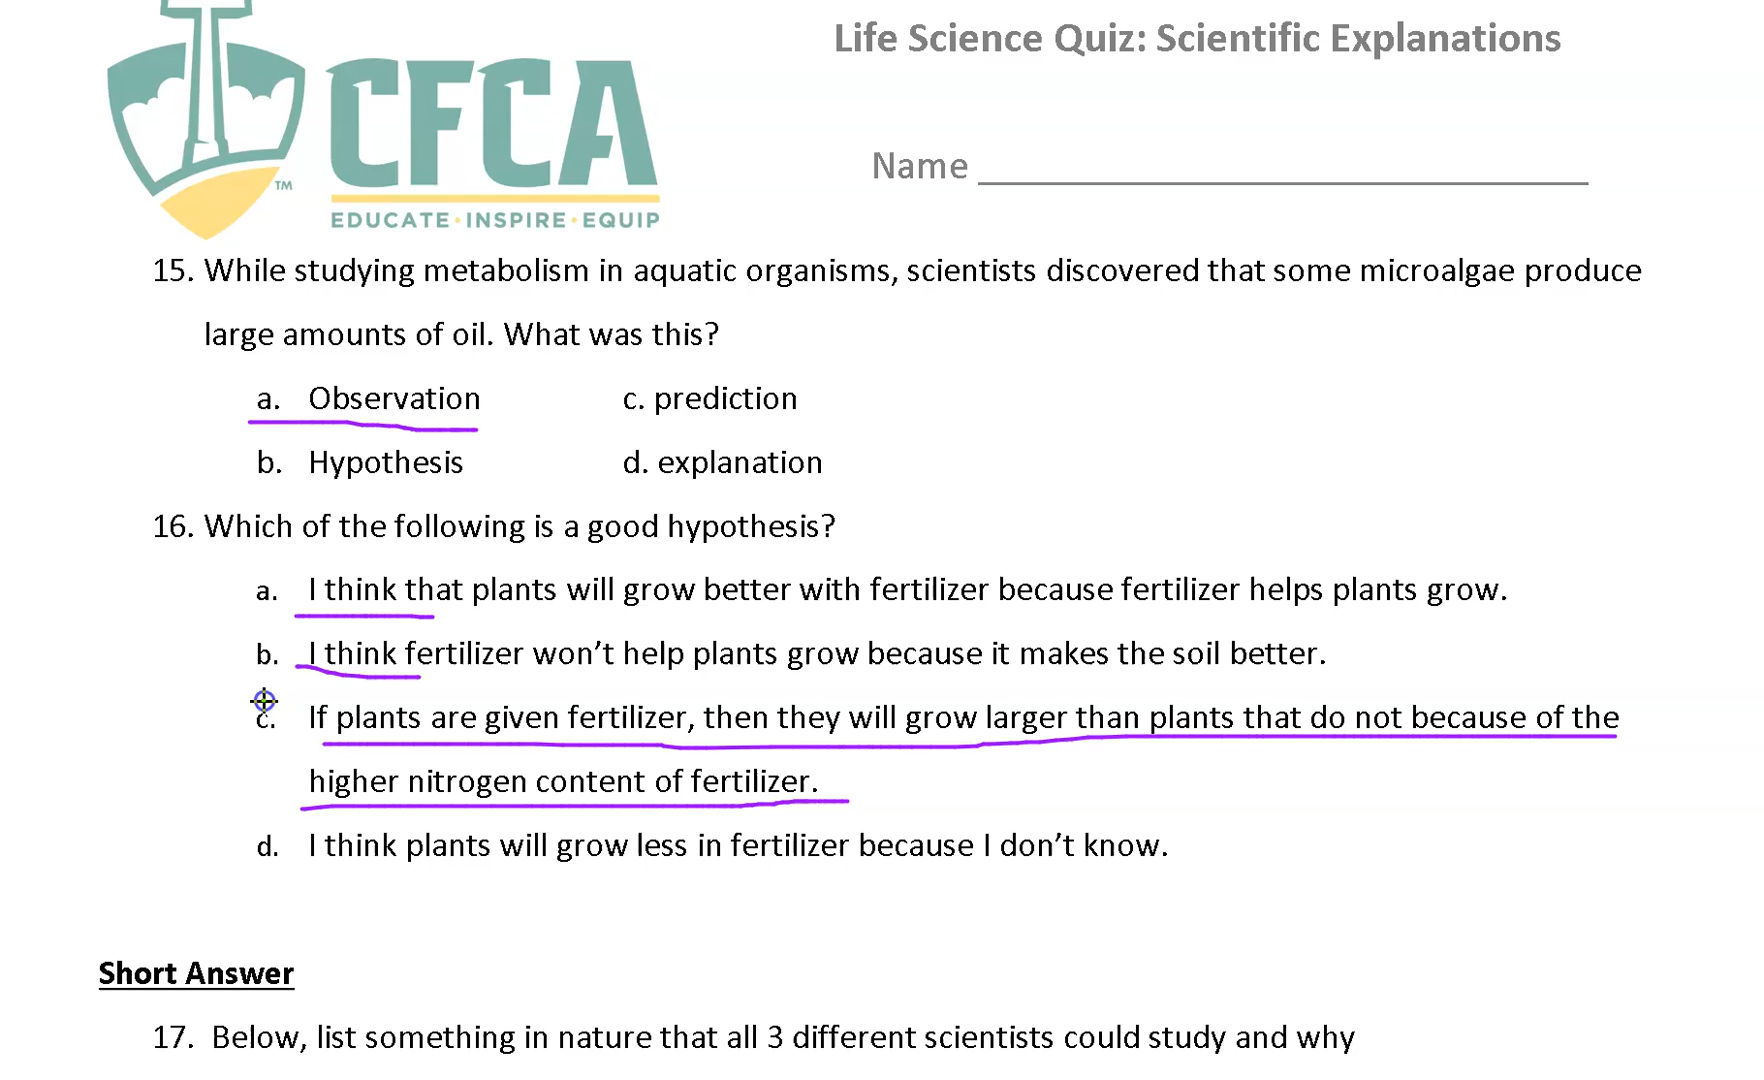 Life Science Quiz: Scientific Explanations
CFCA
TM
EDUCATE·INSPIRE·EQUIP
Name
15. While studying metabolism in aquatic organisms, scientists discovered that some microalgae produce
large amounts of oil. What was this?
a. Observation c. prediction
b. Hypothesis d. explanation
16. Which of the following is a good hypothesis?
a. I think that plants will grow better with fertilizer because fertilizer helps plants grow.
b. I think fertilizer won’t help plants grow because it makes the soil better.
c. If plants are given fertilizer, then they will grow larger than plants that do not because of the
higher nitrogen content of fertilizer.
d. I think plants will grow less in fertilizer because I don’t know.
Short Answer
17. Below, list something in nature that all 3 different scientists could study and why